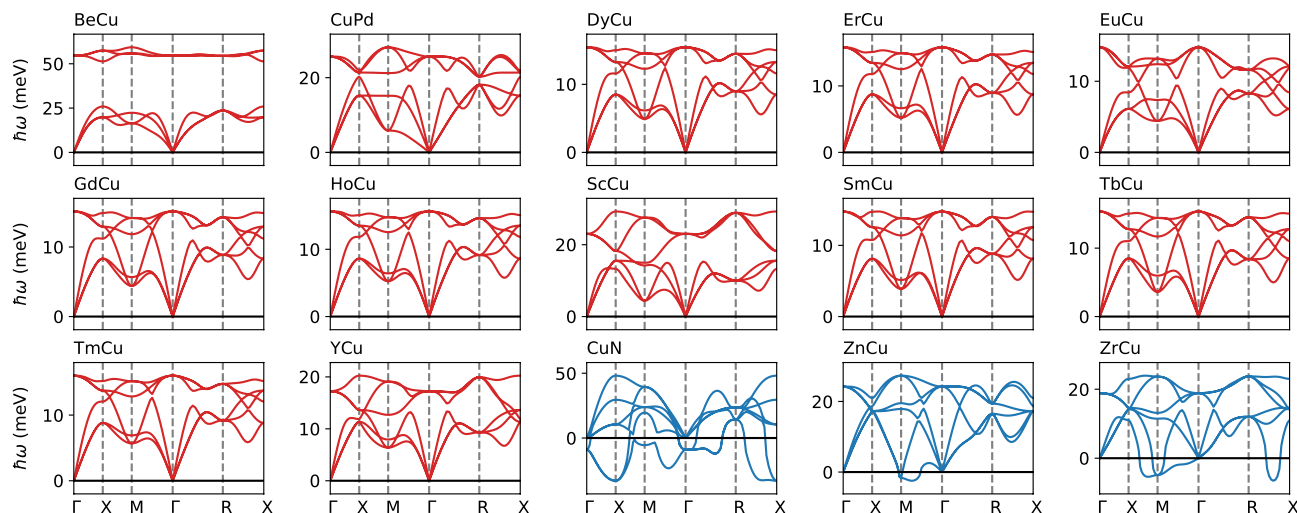 BeCu CuPd DyCu ErCu EuCu
ħω (meV) 50 25 0 20 0 10 0 10 0 10 0
GdCu HoCu ScCu SmCu TbCu
ħω (meV) 10 0 10 0 20 0 10 0 10 0
TmCu YCu CuN ZnCu ZrCu
ħω (meV) 10 0 20 10 0 50 0 20 0 20 0
Γ X M Γ R X Γ X M Γ R X Γ X M Γ R X Γ X M Γ R X Γ X M Γ R X